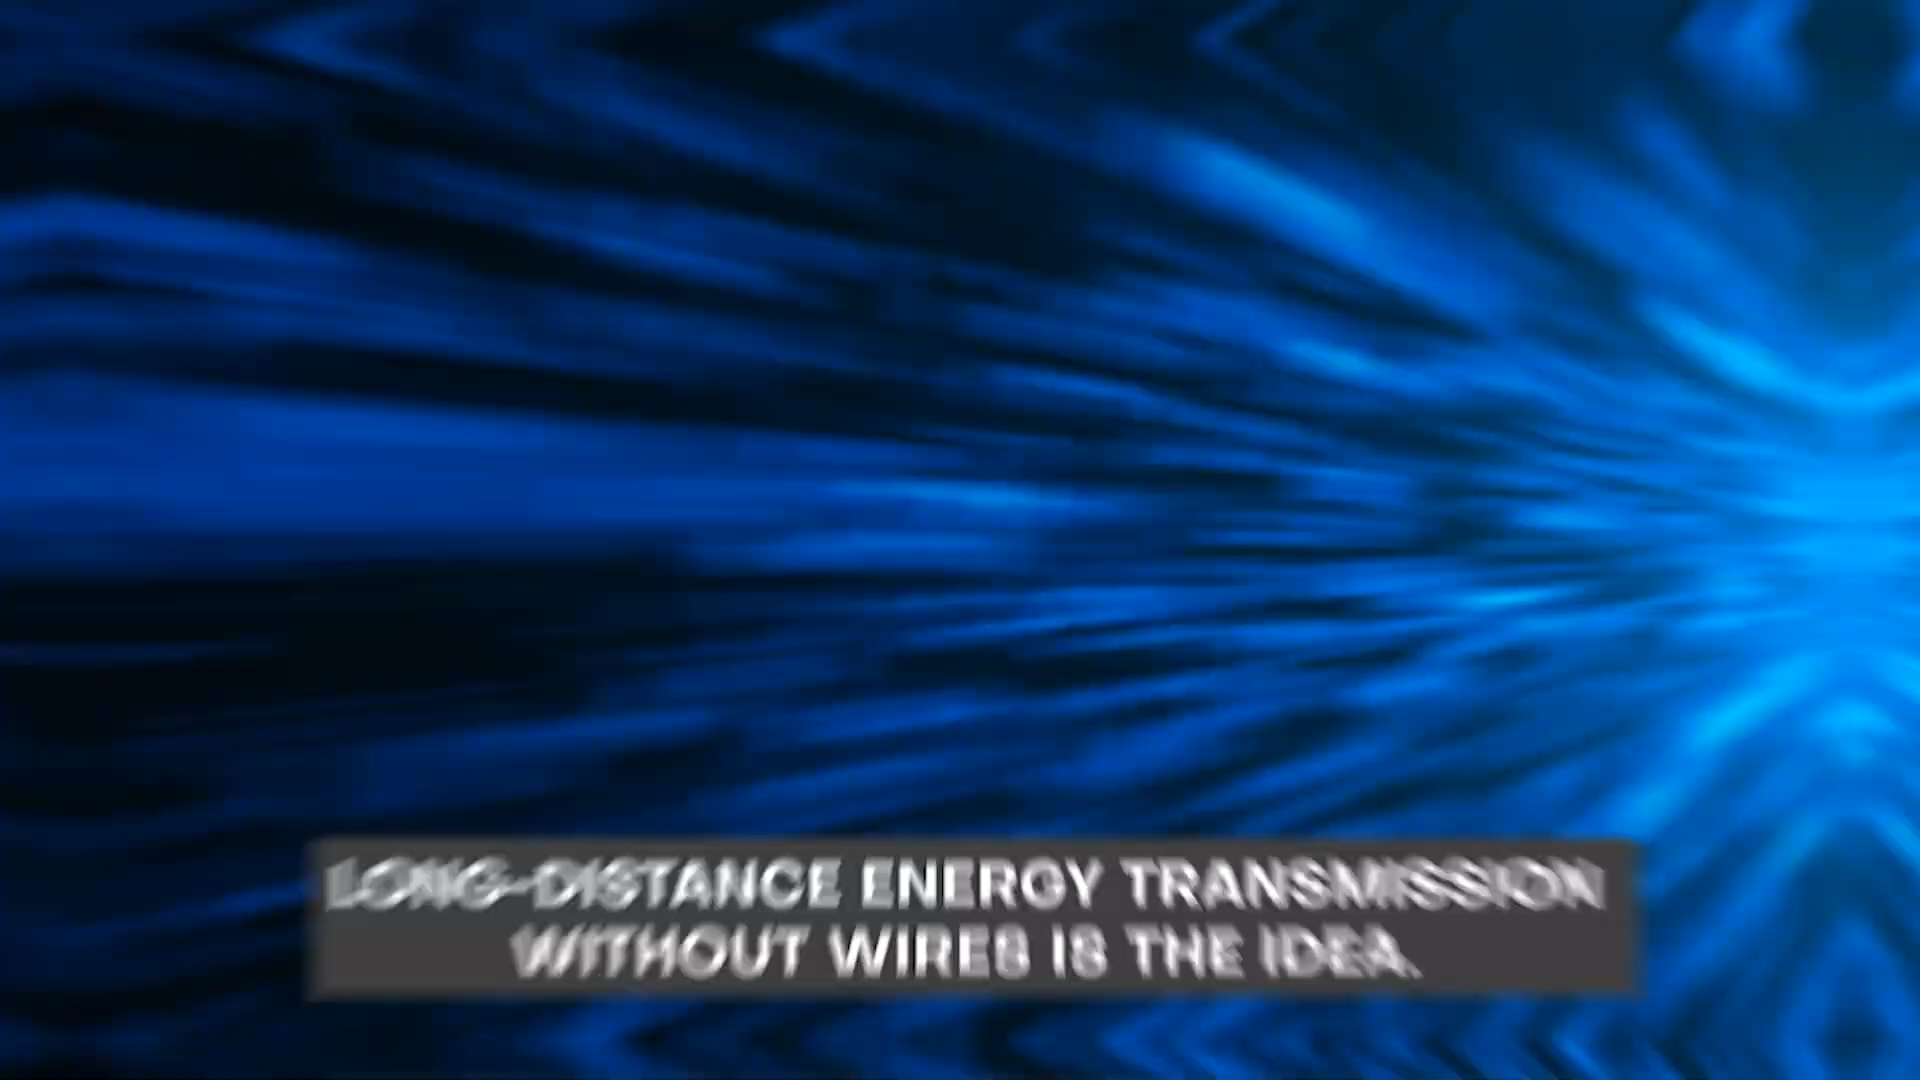 LONG-DISTANCE ENERGY TRANSMISSION
WITHOUT WIRES IS THE IDEA.